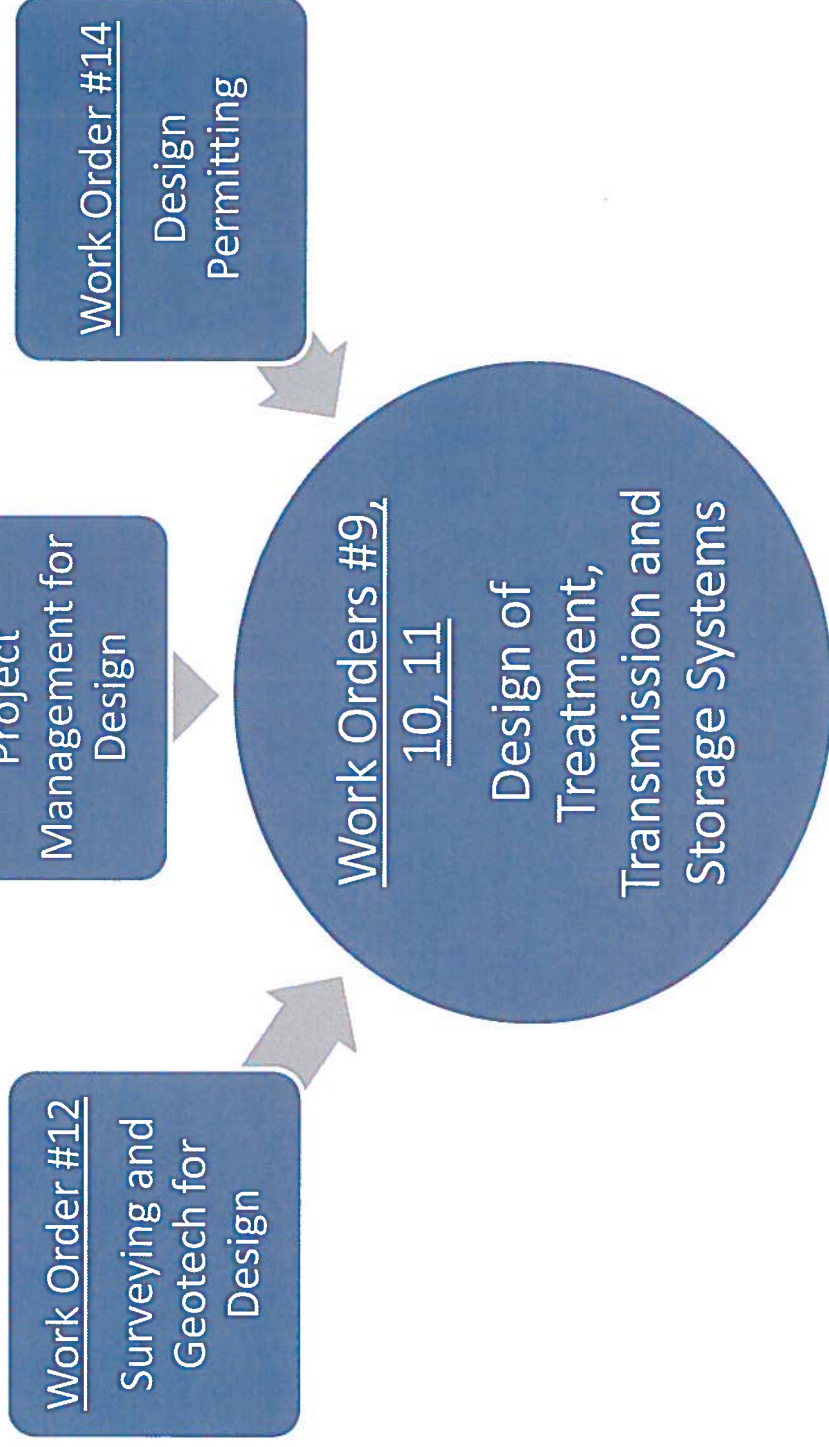 Work Order #12
Surveying and
Geotech for
Design
Project
Management for
Design
Work Order #14
Design
Permitting
Work Orders #9,
10, 11
Design of
Treatment,
Transmission and
Storage Systems